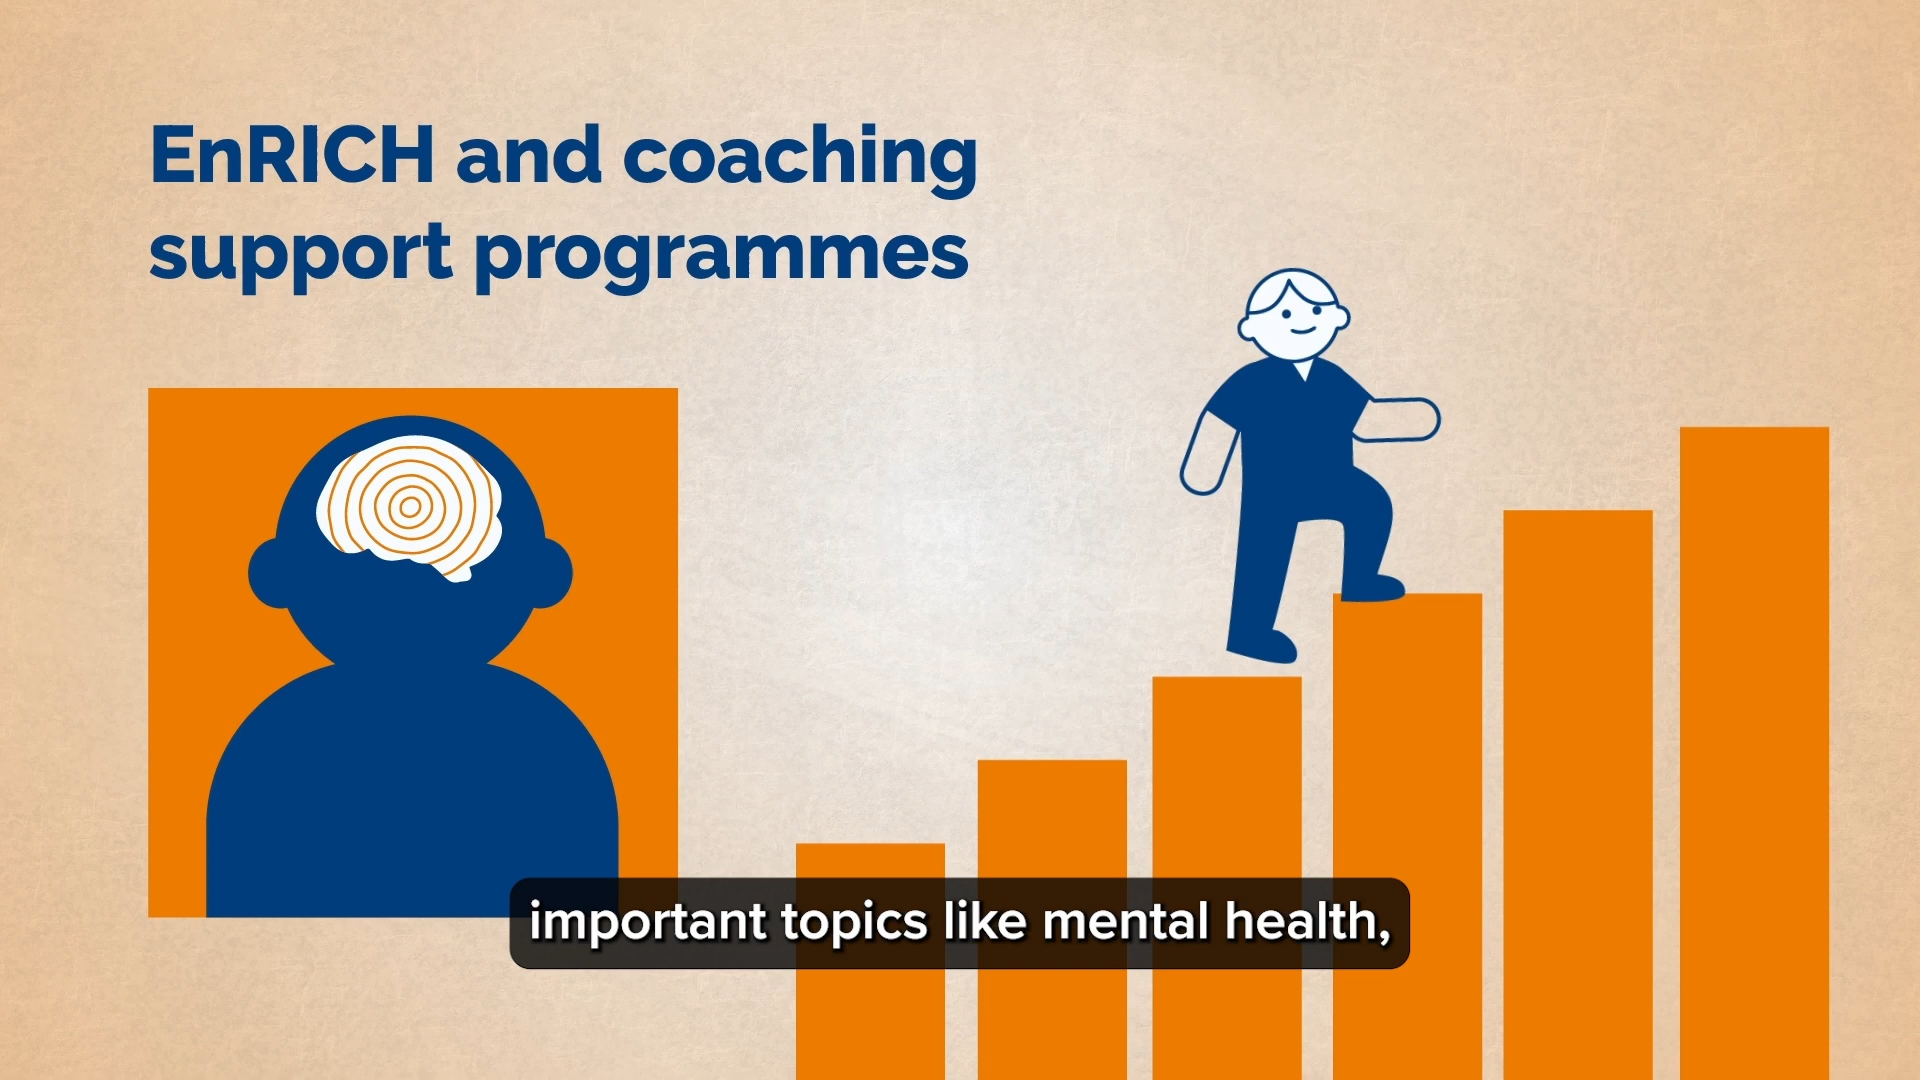 EnRICH and coaching
support programmes
important topics like mental health,